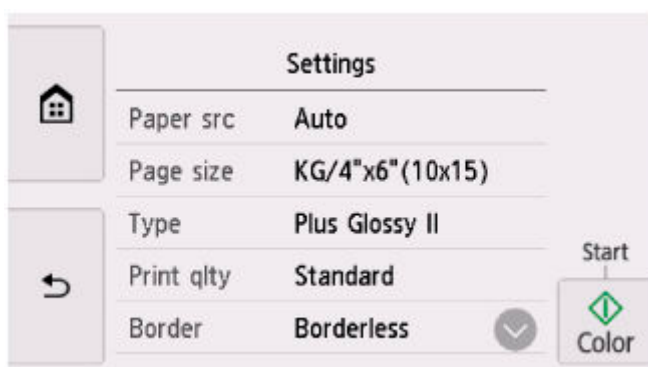 Settings
Paper src Auto
Page size KG/4"x6"(10x15)
Type Plus Glossy II
Print qlty Standard
Border Borderless
Start
Color